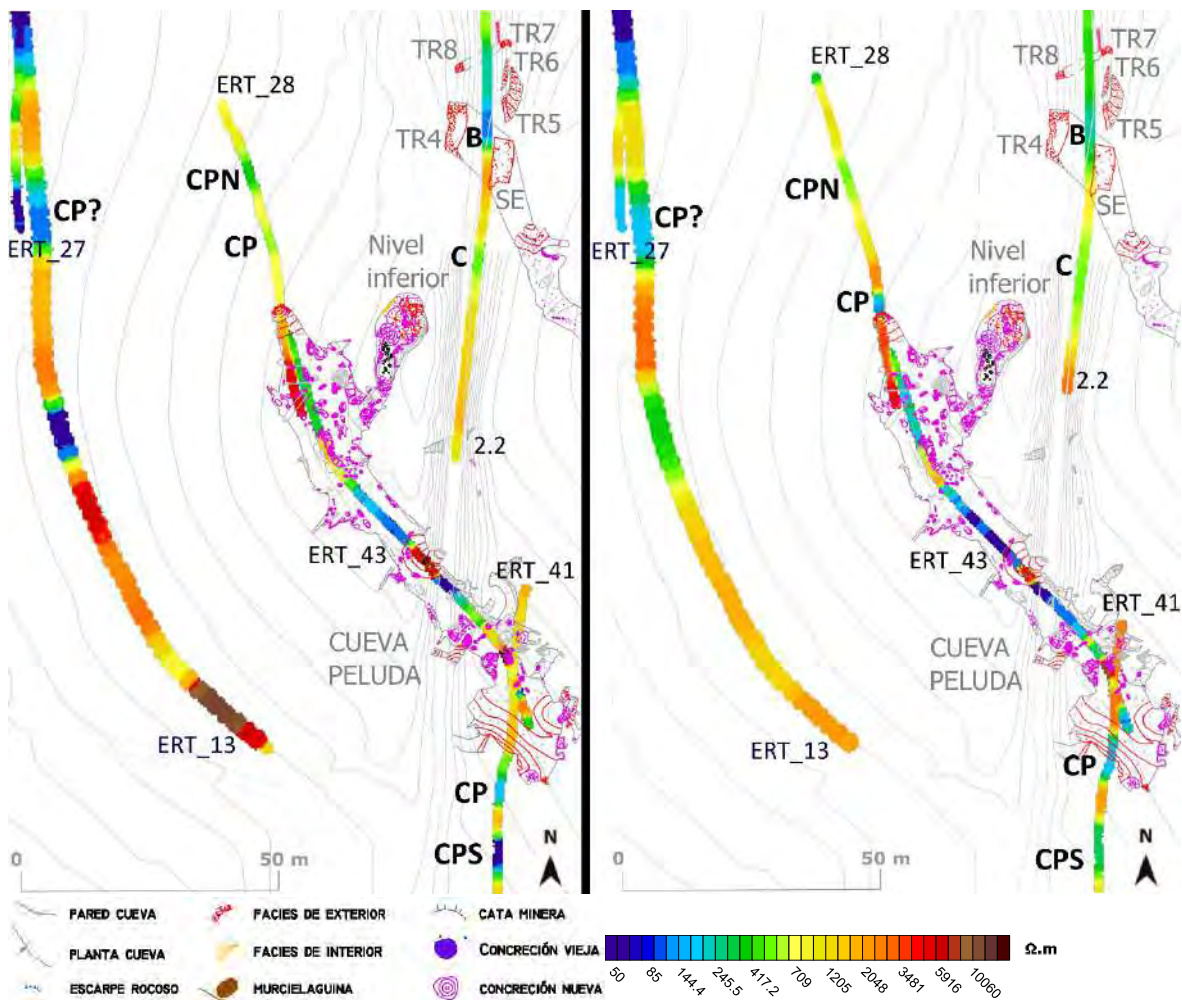 TR7
TR6
TR8
ERT_28
TR4
B
TR5
CPN
SE
CP?
ERT_27
CP
Nivel
inferior
C
2.2
ERT_43
ERT_41
CUEVA
PELUDA
ERT_13
CP
CPS
N
0
50 m
TR7
TR6
TR8
ERT_28
TR4
B
TR5
CPN
SE
CP?
ERT_27
Nivel
inferior
C
CP
2.2
ERT_43
ERT_41
CUEVA
PELUDA
ERT_13
CP
CPS
N
0
50 m
PARED CUEVA
FACIES DE EXTERIOR
CATA MINERA
PLANTA CUEVA
FACIES DE INTERIOR
CONCRECIÓN VIEJA
ESCARPE ROCOSO
MURCIELAGUINA
CONCRECIÓN NUEVA
Ω.m
50 85 144.4 245.5 417.2 709 1205 2048 3481 5916 10060